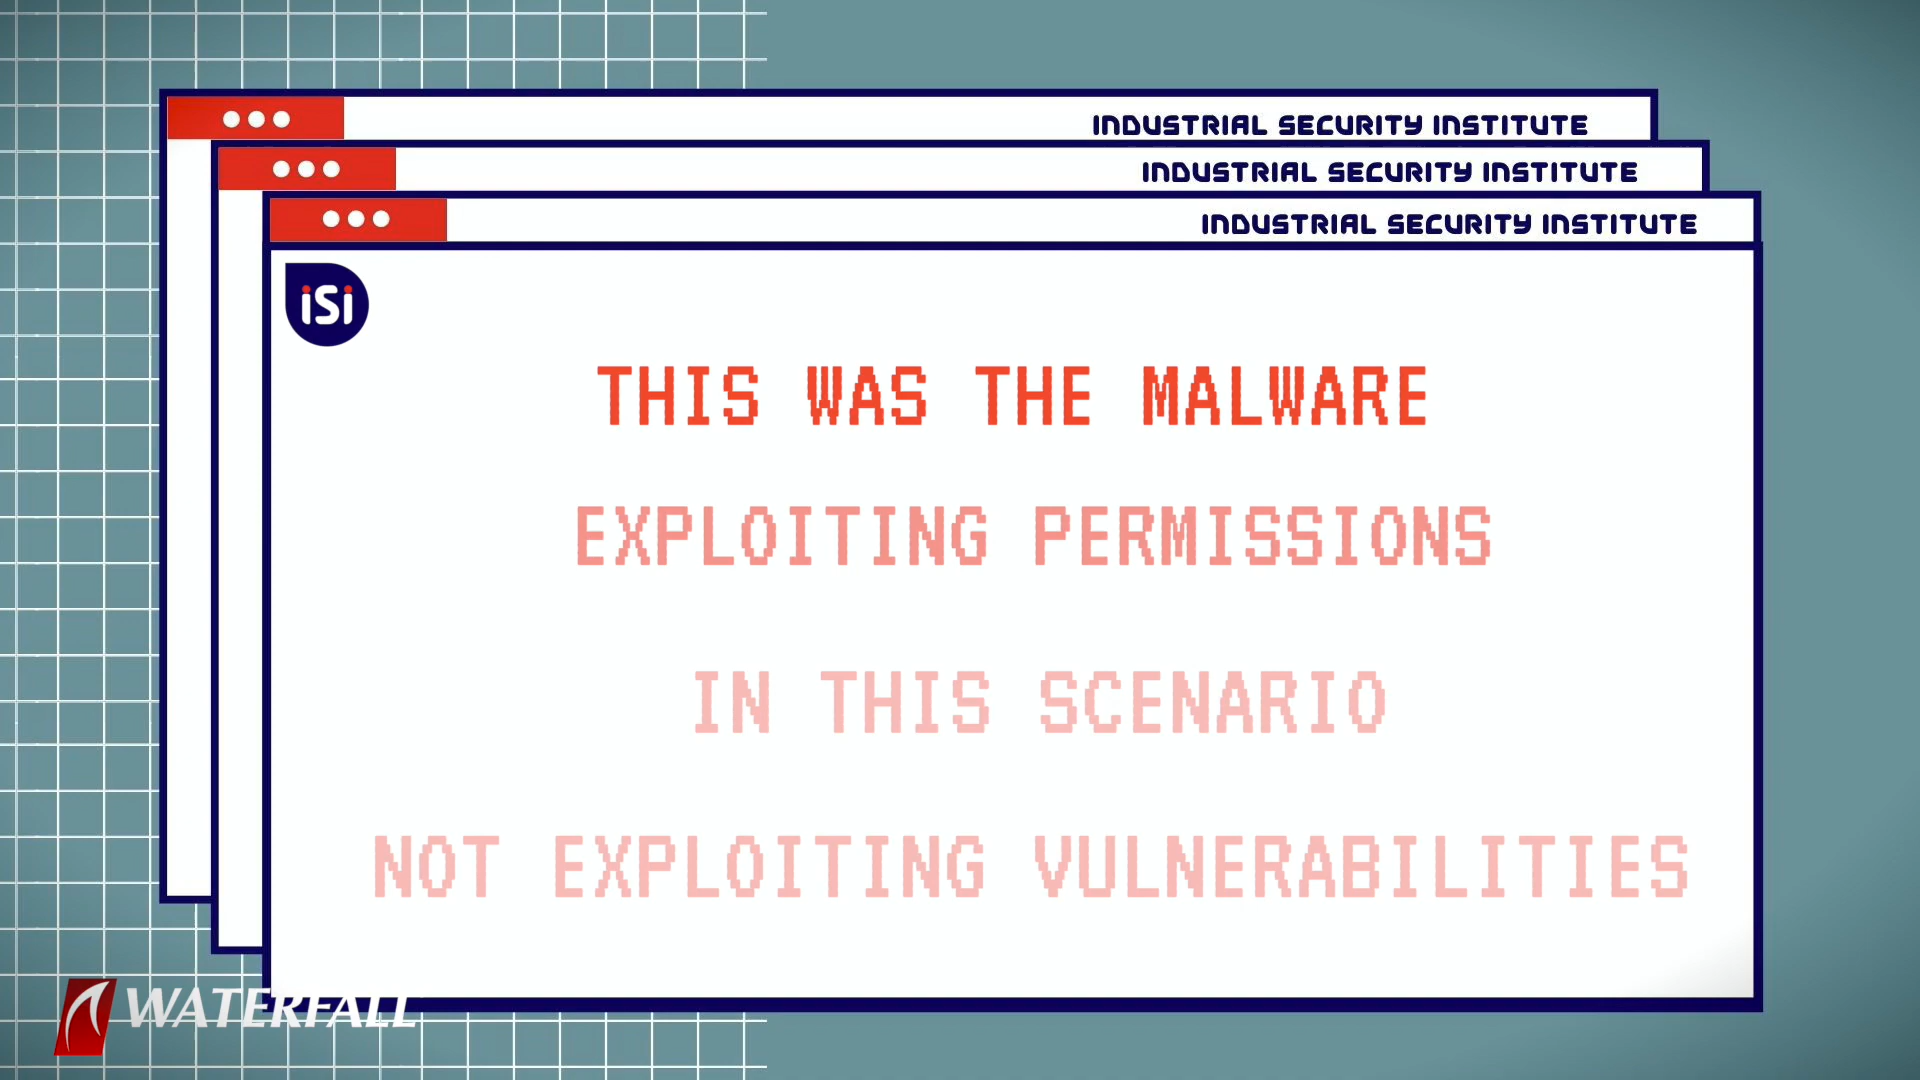 INDUSTRIAL SECURITY INSTITUTE
INDUSTRIAL SECURITY INSTITUTE
INDUSTRIAL SECURITY INSTITUTE
iSi
THIS WAS THE MALWARE
EXPLOITING PERMISSIONS
IN THIS SCENARIO
NOT EXPLOITING VULNERABILITIES
WATERFALL